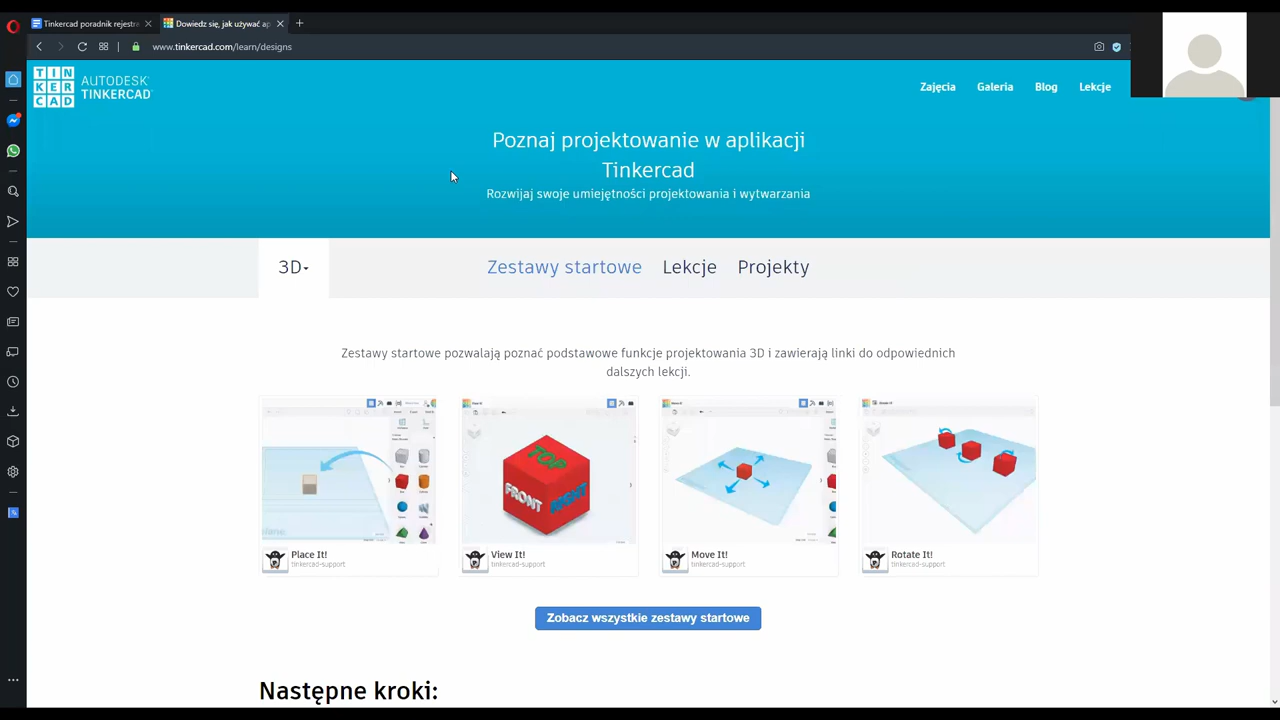 Tinkercad poradnik rejestr
Dowiedz się, jak używać ap
www.tinkercad.com/learn/designs
TIN
KER
CAD
AUTODESK
TINKERCAD
Zajęcia
Galeria
Blog
Lekcje
Poznaj projektowanie w aplikacji
Tinkercad
Rozwijaj swoje umiejętności projektowania i wytwarzania
3D
Zestawy startowe
Lekcje
Projekty
Zestawy startowe pozwalają poznać podstawowe funkcje projektowania 3D i zawierają linki do odpowiednich
dalszych lekcji.
TOP
FRONT
RIGHT
Place It!
tinkercad-support
View It!
tinkercad-support
Move It!
tinkercad-support
Rotate It!
tinkercad-support
Zobacz wszystkie zestawy startowe
Następne kroki: